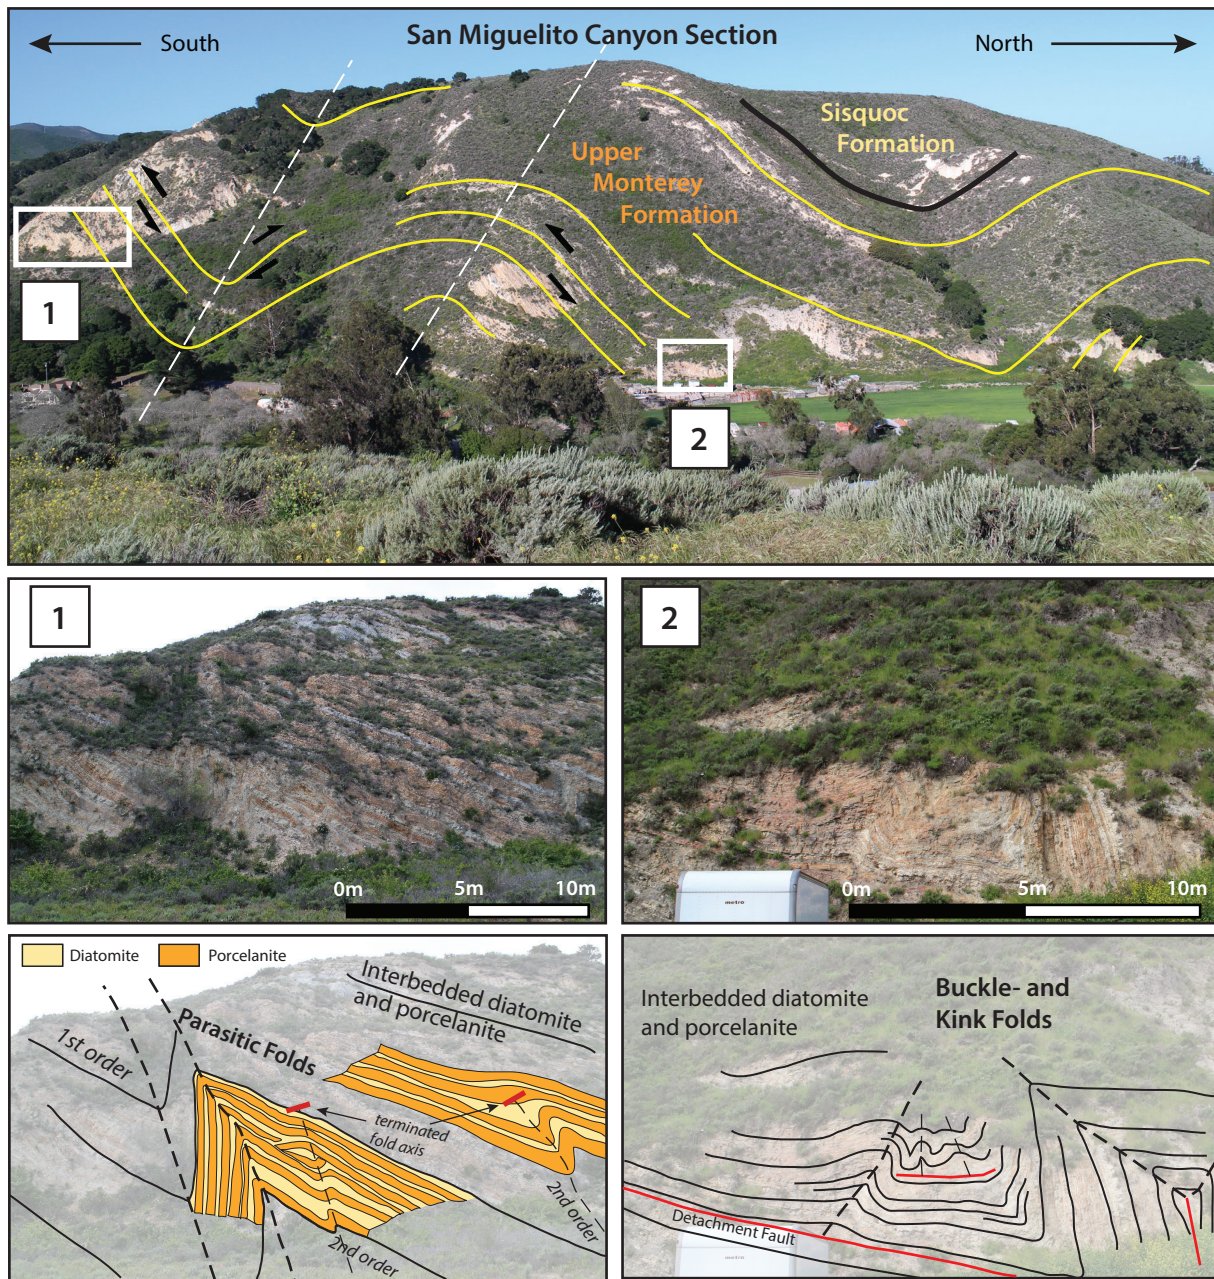 South
San Miguelito Canyon Section
North
Sisquoc
Formation
Upper
Monterey
Formation
1
2
1
0m 5m 10m
2
metro
0m 5m 10m
Diatomite
Porcelanite
Interbedded diatomite
and porcelanite
1st order
Parasitic Folds
terminated
fold axis
2nd order
2nd order
Interbedded diatomite
and porcelanite
Buckle- and
Kink Folds
Detachment Fault